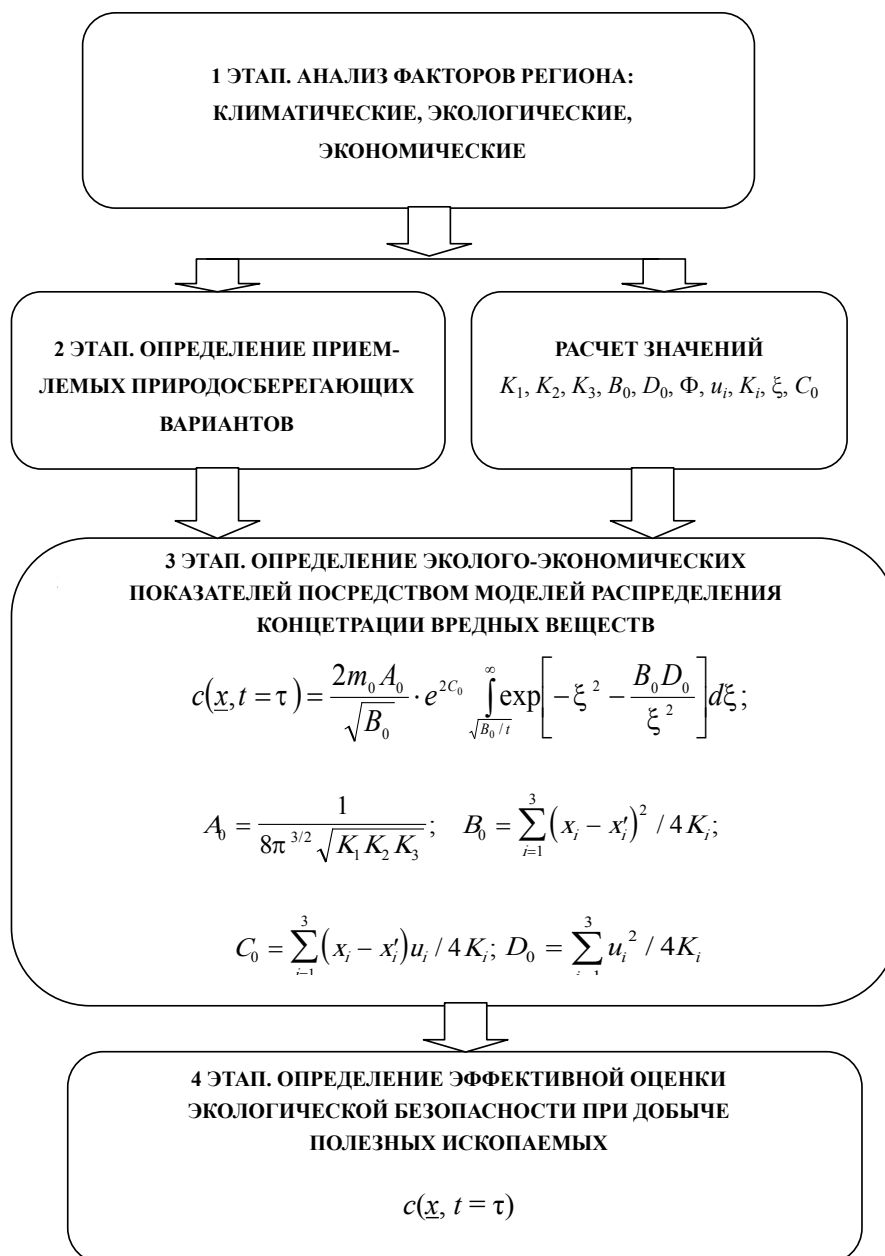 1 ЭТАП. АНАЛИЗ ФАКТОРОВ РЕГИОНА:
КЛИМАТИЧЕСКИЕ, ЭКОЛОГИЧЕСКИЕ,
ЭКОНОМИЧЕСКИЕ
2 ЭТАП. ОПРЕДЕЛЕНИЕ ПРИЕМ-
ЛЕМЫХ ПРИРОДОСБЕРЕГАЮЩИХ
ВАРИАНТОВ
РАСЧЕТ ЗНАЧЕНИЙ
K₁, K₂, K₃, B₀, D₀, Φ, uᵢ, Kᵢ, ξ, C₀
3 ЭТАП. ОПРЕДЕЛЕНИЕ ЭКОЛОГО-ЭКОНОМИЧЕСКИХ
ПОКАЗАТЕЛЕЙ ПОСРЕДСТВОМ МОДЕЛЕЙ РАСПРЕДЕЛЕНИЯ
КОНЦЕТРАЦИИ ВРЕДНЫХ ВЕЩЕСТВ
c(x, t = τ) = 2m₀A₀ / √B₀ · e^{2C₀} ∫_{√B₀/t}^{∞} exp[−ξ² − B₀D₀ / ξ²] dξ;
A₀ = 1 / 8π^{3/2} √K₁K₂K₃; B₀ = ∑_{i=1}^{3} (xᵢ − x′ᵢ)² / 4Kᵢ;
C₀ = ∑_{i=1}^{3} (xᵢ − x′ᵢ)uᵢ / 4Kᵢ; D₀ = ∑_{i=1}^{3} uᵢ² / 4Kᵢ
4 ЭТАП. ОПРЕДЕЛЕНИЕ ЭФФЕКТИВНОЙ ОЦЕНКИ
ЭКОЛОГИЧЕСКОЙ БЕЗОПАСНОСТИ ПРИ ДОБЫЧЕ
ПОЛЕЗНЫХ ИСКОПАЕМЫХ
c(x, t = τ)